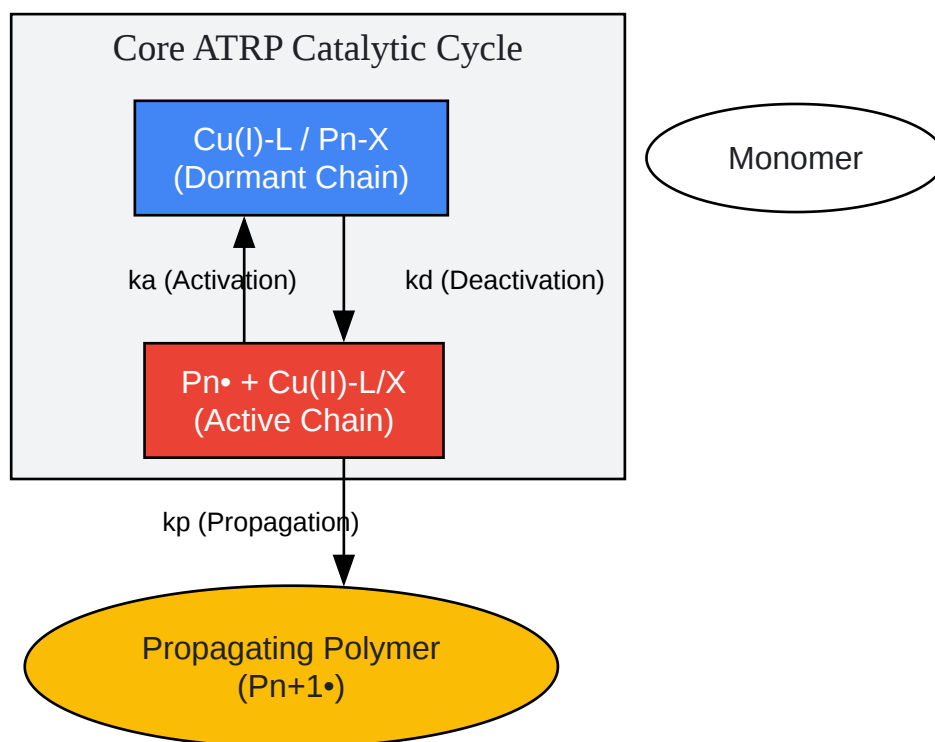 Core ATRP Catalytic Cycle
Cu(I)-L / Pn-X
(Dormant Chain)
Monomer
ka (Activation)
kd (Deactivation)
Pn• + Cu(II)-L/X
(Active Chain)
kp (Propagation)
Propagating Polymer
(Pn+1•)